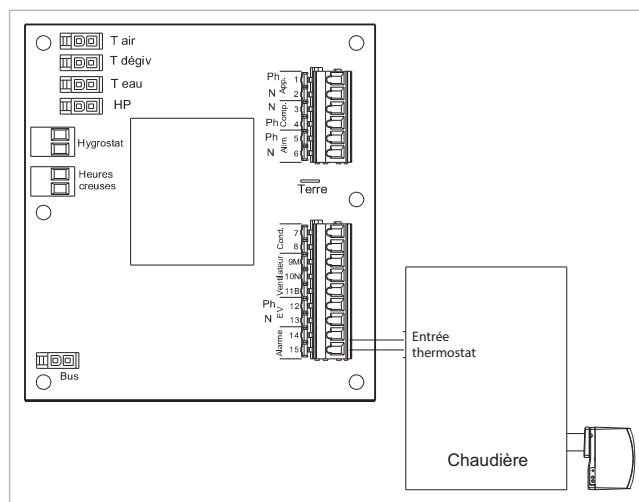 T air
T dégiv
T eau
HP
Hygrostat
Heures
creuses
Bus
Ph 1
N 2
App.
N 3
Ph 4
Comp.
Ph 5
N 6
Alim
Terre
7
8
Cond.
9M
10N
11B
Ventilateur
Ph 12
N 13
EV
14
15
Alarme
Entrée
thermostat
Chaudière